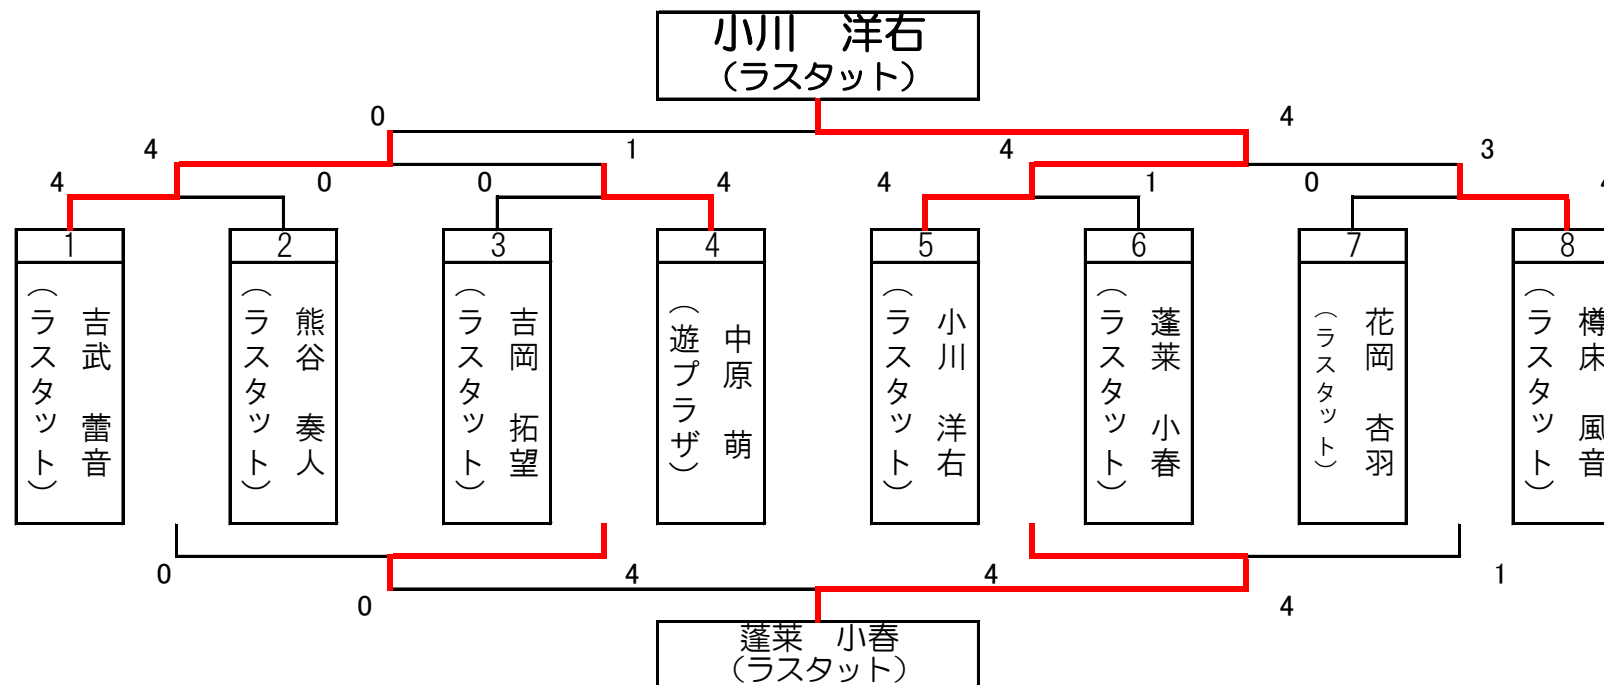 小川　洋右
（ラスタット）
0
4
4
1
4
3
4
0
0
4
4
1
0
1
2
3
4
5
6
7
8
吉武　蕾音
（ラスタット）
熊谷　奏人
（ラスタット）
吉岡　拓望
（ラスタット）
中原　萌
（遊プラザ）
小川　洋右
（ラスタット）
蓬莱　小春
（ラスタット）
花岡　杏羽
（ラスタット）
樽床　風音
（ラスタット）
0
4
4
1
0
4
蓬莱　小春
（ラスタット）